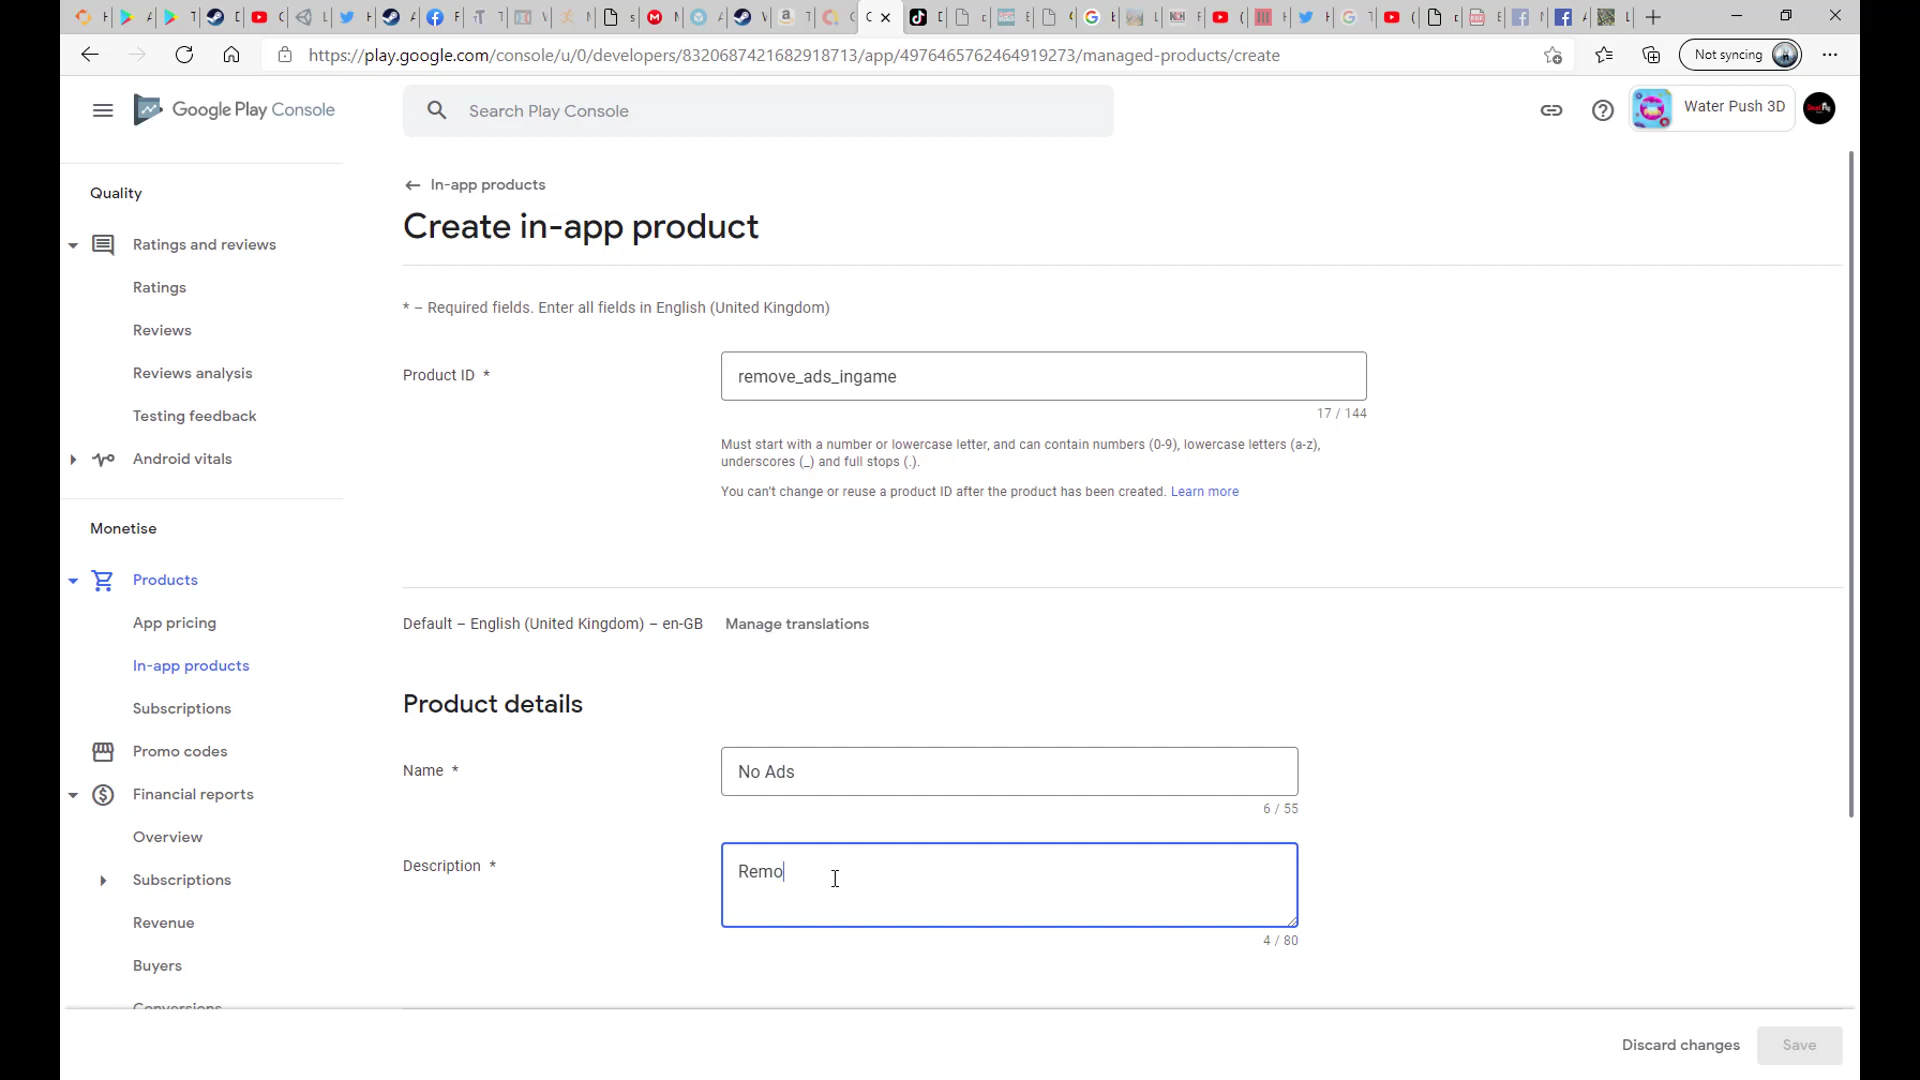 https://play.google.com/console/u/0/developers/8320687421682918713/app/4976465762464919273/managed-products/create
Not syncing
Google Play Console
Search Play Console
Water Push 3D
Quality
Ratings and reviews
Ratings
Reviews
Reviews analysis
Testing feedback
Android vitals
Monetise
Products
App pricing
In-app products
Subscriptions
Promo codes
Financial reports
Overview
Subscriptions
Revenue
Buyers
Conversions
In-app products
Create in-app product
* – Required fields. Enter all fields in English (United Kingdom)
Product ID *
remove_ads_ingame
17 / 144
Must start with a number or lowercase letter, and can contain numbers (0-9), lowercase letters (a-z),
underscores (_) and full stops (.).
You can't change or reuse a product ID after the product has been created. Learn more
Default – English (United Kingdom) – en-GB Manage translations
Product details
Name *
No Ads
6 / 55
Description *
Remo
4 / 80
Discard changes
Save